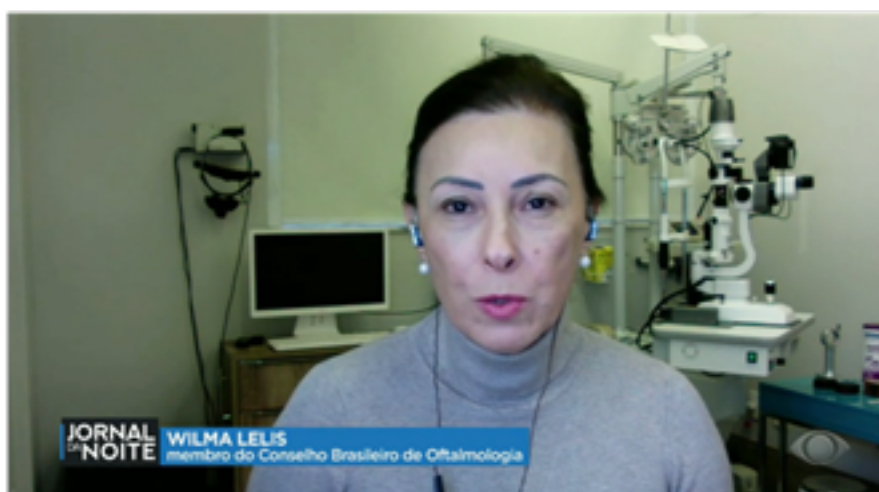 JORNAL
DA NOITE
WILMA LELIS
membro do Conselho Brasileiro de Oftalmologia